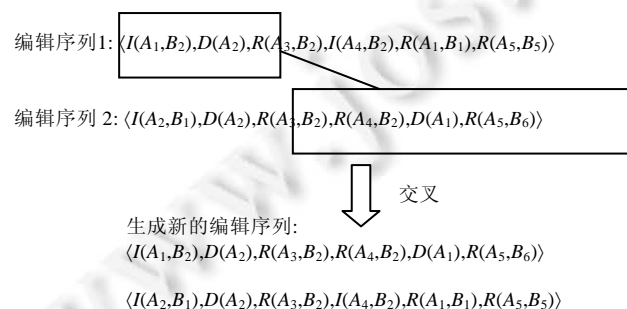 编辑序列1: ⟨I(A₁,B₂),D(A₂),R(A₃,B₂),I(A₄,B₂),R(A₁,B₁),R(A₅,B₅)⟩
编辑序列 2: ⟨I(A₂,B₁),D(A₂),R(A₃,B₂),R(A₄,B₂),D(A₁),R(A₅,B₆)⟩
交叉
生成新的编辑序列:
⟨I(A₁,B₂),D(A₂),R(A₃,B₂),R(A₄,B₂),D(A₁),R(A₅,B₆)⟩
⟨I(A₂,B₁),D(A₂),R(A₃,B₂),I(A₄,B₂),R(A₁,B₁),R(A₅,B₅)⟩